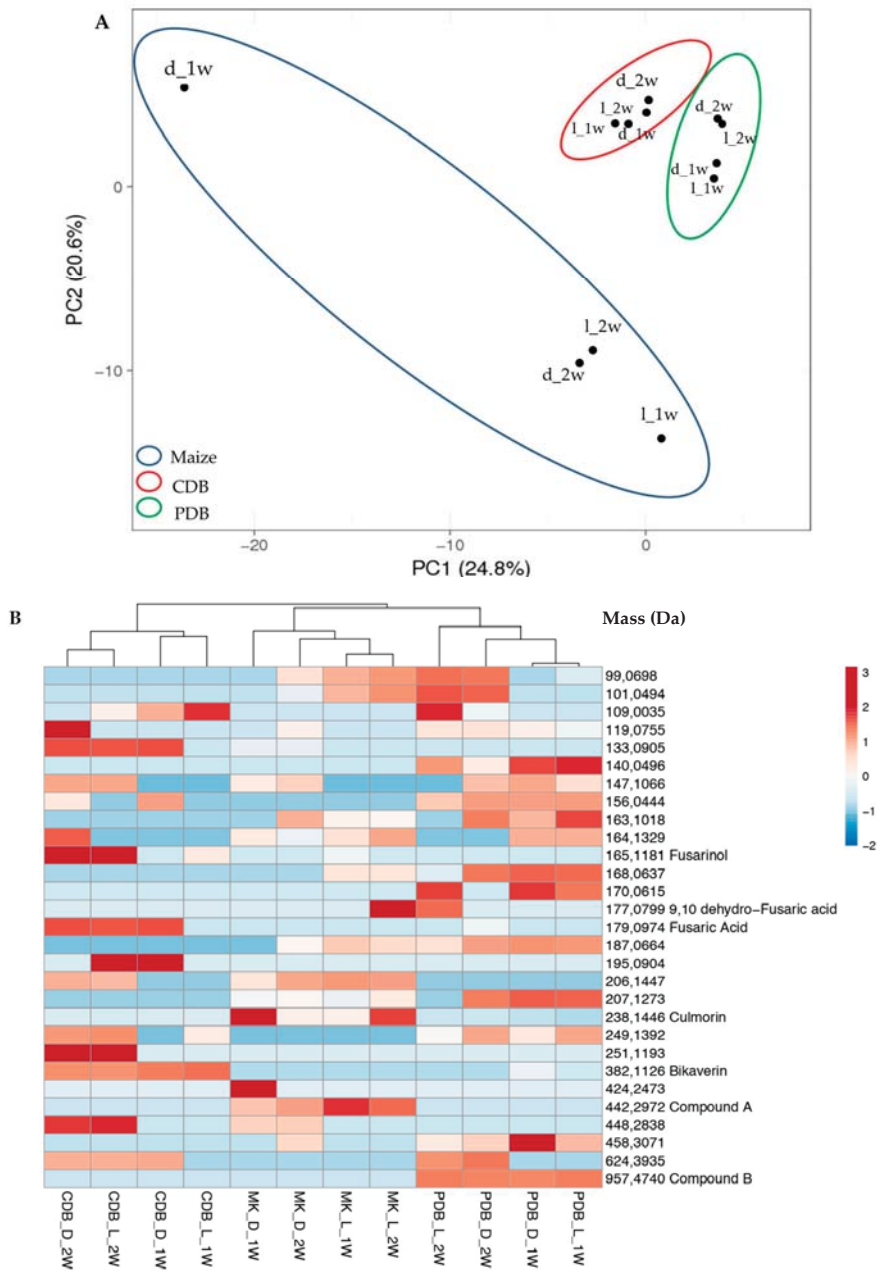 A
d_1w
d_2w
l_2w
l_1w
d_1w
d_2w
l_2w
d_1w
l_1w
l_2w
d_2w
l_1w
0
−10
PC2 (20.6%)
Maize
CDB
PDB
−20
−10
0
PC1 (24.8%)
B
Mass (Da)
99,0698
101,0494
109,0035
119,0755
133,0905
140,0496
147,1066
156,0444
163,1018
164,1329
165,1181 Fusarinol
168,0637
170,0615
177,0799 9,10 dehydro−Fusaric acid
179,0974 Fusaric Acid
187,0664
195,0904
206,1447
207,1273
238,1446 Culmorin
249,1392
251,1193
382,1126 Bikaverin
424,2473
442,2972 Compound A
448,2838
458,3071
624,3935
957,4740 Compound B
3
2
1
0
−1
−2
CDB_D_2W
CDB_L_2W
CDB_D_1W
CDB_L_1W
MK_D_1W
MK_D_2W
MK_L_1W
MK_L_2W
PDB_L_2W
PDB_D_2W
PDB_D_1W
PDB_L_1W